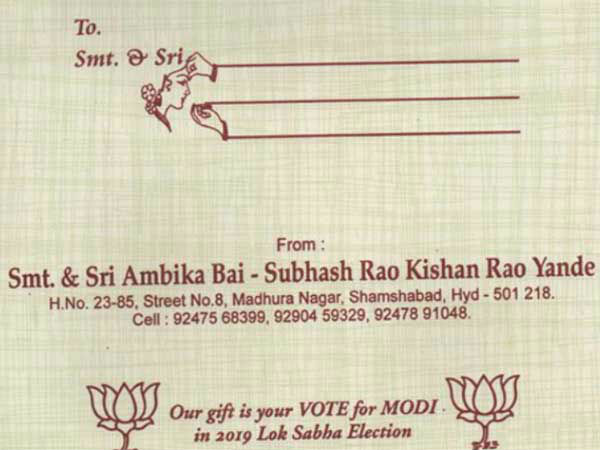 To.
Smt. & Sri
From :
Smt. & Sri Ambika Bai - Subhash Rao Kishan Rao Yande
H.No. 23-85, Street No.8, Madhura Nagar, Shamshabad, Hyd - 501 218.
Cell : 92475 68399, 92904 59329, 92478 91048.
Our gift is your VOTE for MODI
in 2019 Lok Sabha Election